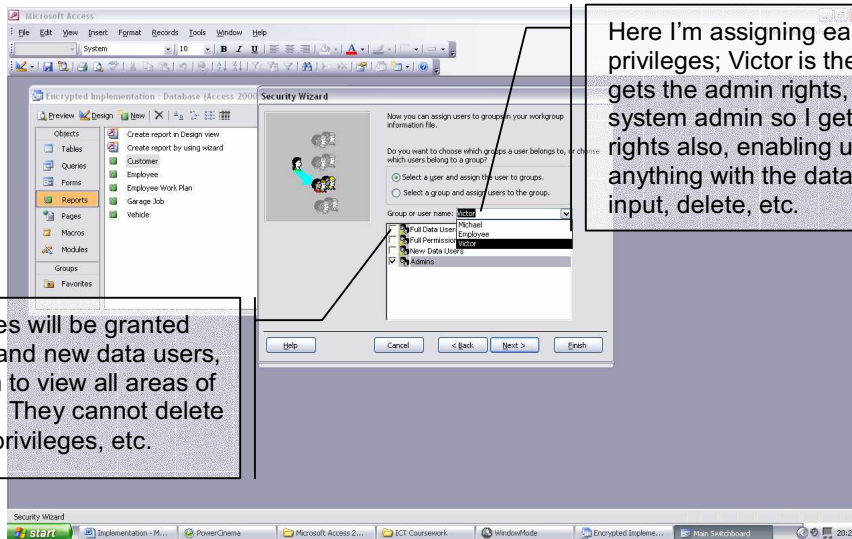 Microsoft Access
File Edit View Insert Format Records Tools Window Help
System 10 B I U
Encrypted Implementation : Database (Access 2000
Preview Design New
Objects
Tables
Queries
Forms
Reports
Pages
Macros
Modules
Groups
Favorites
Create report in Design view
Create report by using wizard
Customer
Employee
Employee Work Plan
Garage Job
Vehicle
Security Wizard
Now you can assign users to groups in your workgroup
information file.
Do you want to choose which groups a user belongs to, or choose
which users belong to a group?
Select a user and assign the user to groups.
Select a group and assign users to the group.
Group or user name: Victor
Michael
Employee
Victor
Full Data User
Full Permission
New Data Users
Admins
Help Cancel < Back Next > Finish
Here I’m assigning ea
privileges; Victor is the
gets the admin rights,
system admin so I get
rights also, enabling u
anything with the data
input, delete, etc.
es will be granted
and new data users,
to view all areas of
They cannot delete
privileges, etc.
Security Wizard
start Implementation - M... PowerCinema Microsoft Access 2... ICT Coursework WindowMode Encrypted Impleme... Main Switchboard 20:2